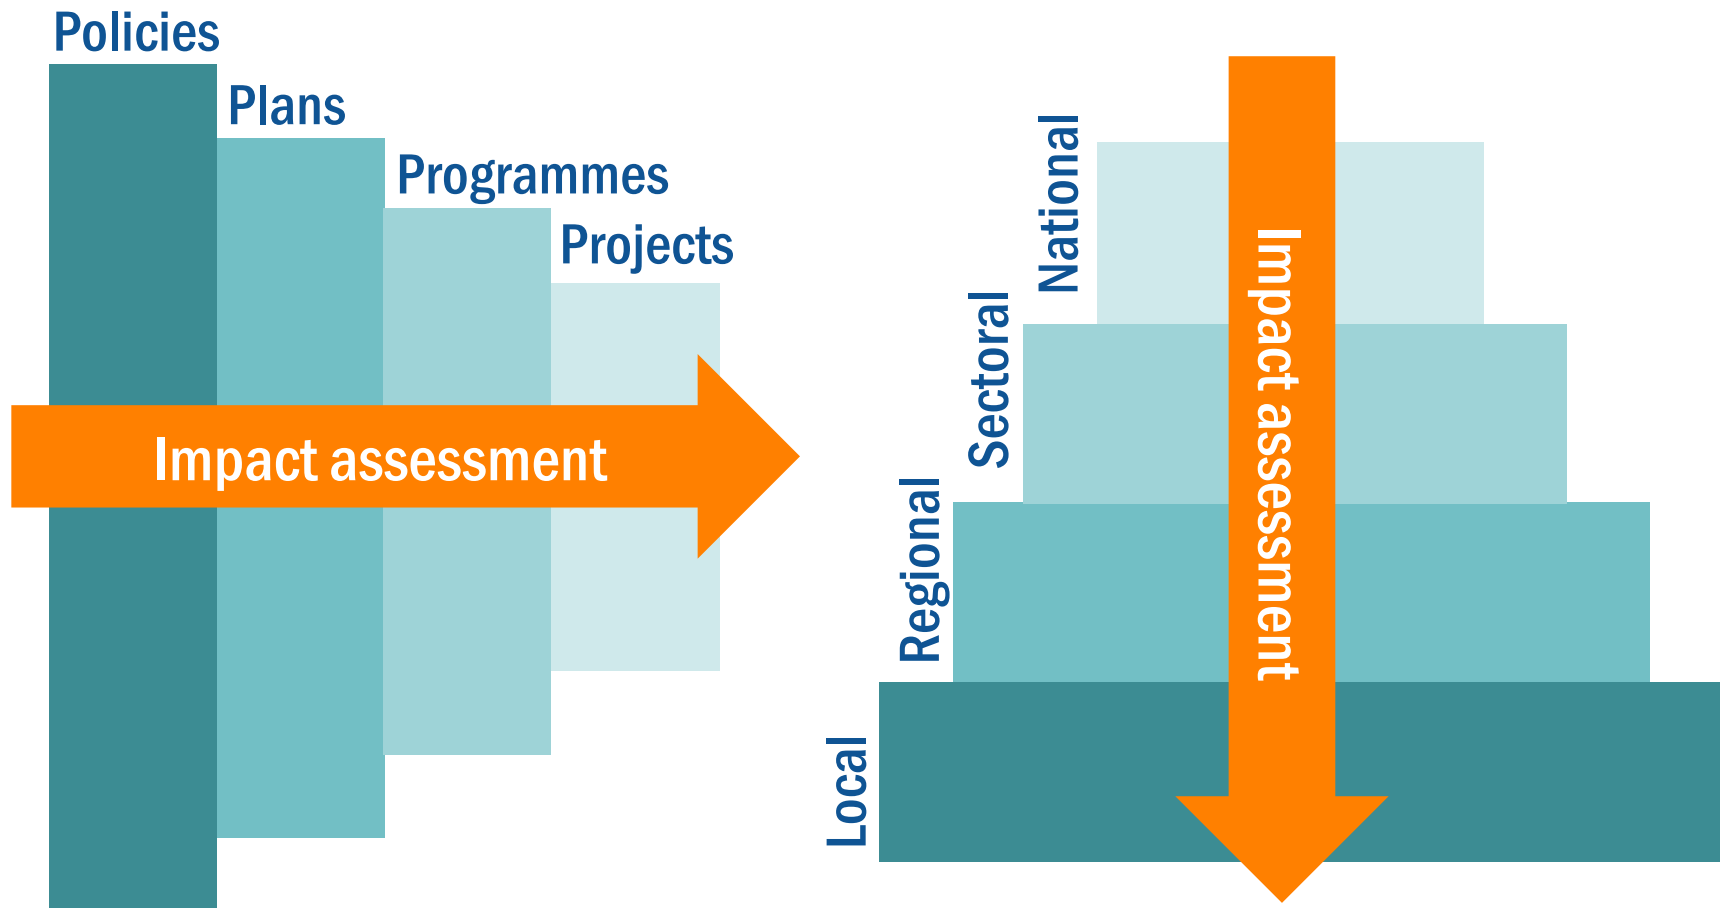 Policies
Plans
Programmes
Projects
Impact assessment
National
Sectoral
Regional
Local
Impact assessment